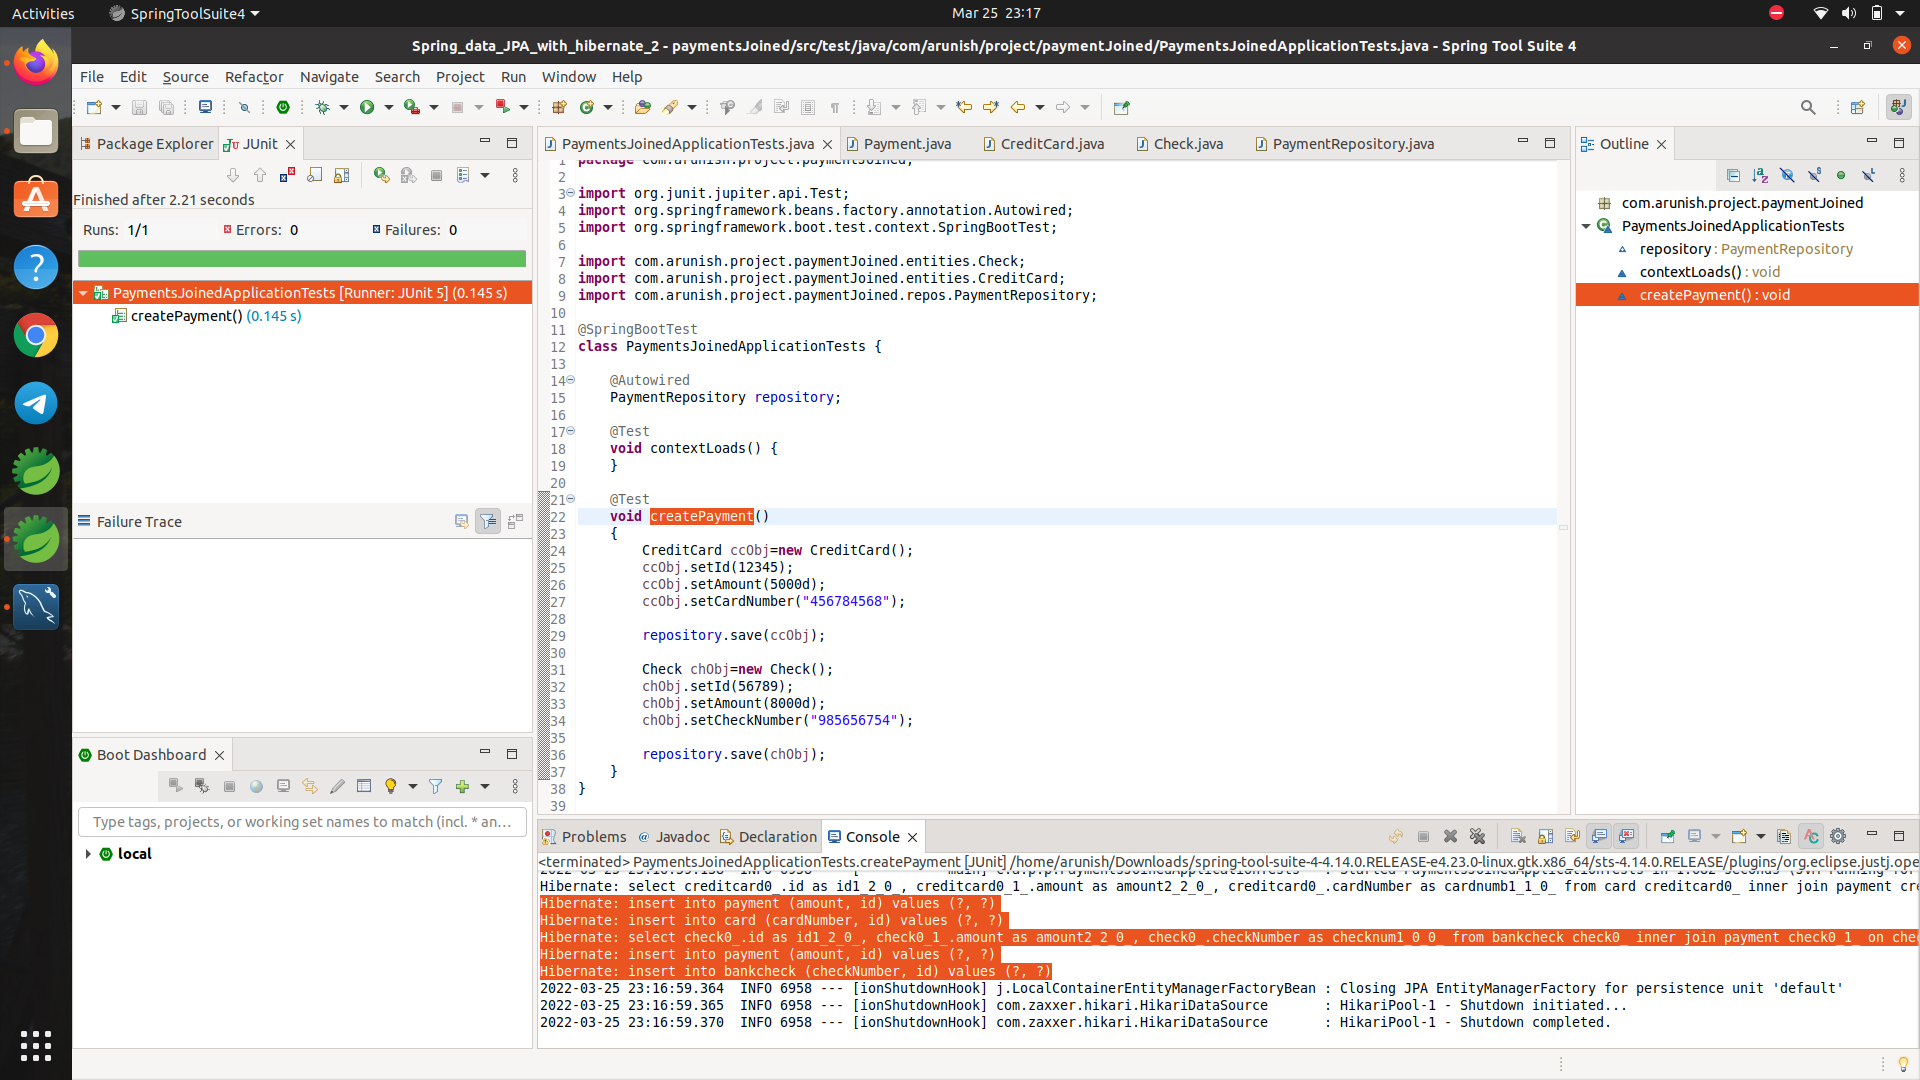 Activities
SpringToolSuite4
Mar 25 23:17
Spring_data_JPA_with_hibernate_2 - paymentsJoined/src/test/java/com/arunish/project/paymentJoined/PaymentsJoinedApplicationTests.java - Spring Tool Suite 4
File Edit Source Refactor Navigate Search Project Run Window Help
Package Explorer
JUnit
Finished after 2.21 seconds
Runs: 1/1
Errors: 0
Failures: 0
PaymentsJoinedApplicationTests [Runner: JUnit 5] (0.145 s)
createPayment() (0.145 s)
Failure Trace
Boot Dashboard
Type tags, projects, or working set names to match (incl. * an...
local
PaymentsJoinedApplicationTests.java
Payment.java
CreditCard.java
Check.java
PaymentRepository.java
1 package com.arunish.project.paymentJoined;
2
3 import org.junit.jupiter.api.Test;
4 import org.springframework.beans.factory.annotation.Autowired;
5 import org.springframework.boot.test.context.SpringBootTest;
6
7 import com.arunish.project.paymentJoined.entities.Check;
8 import com.arunish.project.paymentJoined.entities.CreditCard;
9 import com.arunish.project.paymentJoined.repos.PaymentRepository;
10
11 @SpringBootTest
12 class PaymentsJoinedApplicationTests {
13
14 @Autowired
15 PaymentRepository repository;
16
17 @Test
18 void contextLoads() {
19 }
20
21 @Test
22 void createPayment()
23 {
24 CreditCard ccObj=new CreditCard();
25 ccObj.setId(12345);
26 ccObj.setAmount(5000d);
27 ccObj.setCardNumber("456784568");
28
29 repository.save(ccObj);
30
31 Check chObj=new Check();
32 chObj.setId(56789);
33 chObj.setAmount(8000d);
34 chObj.setCheckNumber("985656754");
35
36 repository.save(chObj);
37 }
38 }
39
Outline
com.arunish.project.paymentJoined
PaymentsJoinedApplicationTests
repository : PaymentRepository
contextLoads() : void
createPayment() : void
Problems
Javadoc
Declaration
Console
<terminated> PaymentsJoinedApplicationTests.createPayment [JUnit] /home/arunish/Downloads/spring-tool-suite-4-4.14.0.RELEASE-e4.23.0-linux.gtk.x86_64/sts-4.14.0.RELEASE/plugins/org.eclipse.justj.ope
Hibernate: select creditcard0_.id as id1_2_0_, creditcard0_1_.amount as amount2_2_0_, creditcard0_.cardNumber as cardnumb1_1_0_ from card creditcard0_ inner join payment cre
Hibernate: insert into payment (amount, id) values (?, ?)
Hibernate: insert into card (cardNumber, id) values (?, ?)
Hibernate: select check0_.id as id1_2_0_, check0_1_.amount as amount2_2_0_, check0_.checkNumber as checknum1_0_0_ from bankcheck check0_ inner join payment check0_1_ on che
Hibernate: insert into payment (amount, id) values (?, ?)
Hibernate: insert into bankcheck (checkNumber, id) values (?, ?)
2022-03-25 23:16:59.364 INFO 6958 --- [ionShutdownHook] j.LocalContainerEntityManagerFactoryBean : Closing JPA EntityManagerFactory for persistence unit 'default'
2022-03-25 23:16:59.365 INFO 6958 --- [ionShutdownHook] com.zaxxer.hikari.HikariDataSource : HikariPool-1 - Shutdown initiated...
2022-03-25 23:16:59.370 INFO 6958 --- [ionShutdownHook] com.zaxxer.hikari.HikariDataSource : HikariPool-1 - Shutdown completed.